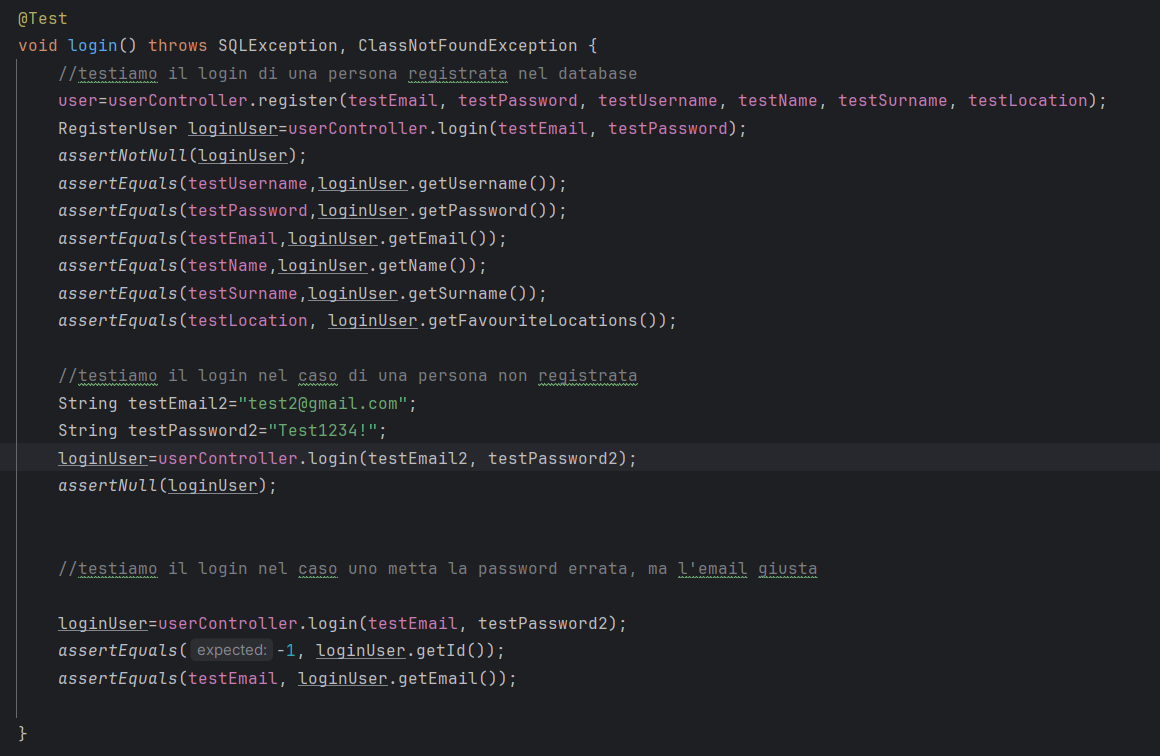 @Test
void login() throws SQLException, ClassNotFoundException {
//testiamo il login di una persona registrata nel database
user=userController.register(testEmail, testPassword, testUsername, testName, testSurname, testLocation);
RegisterUser loginUser=userController.login(testEmail, testPassword);
assertNotNull(loginUser);
assertEquals(testUsername,loginUser.getUsername());
assertEquals(testPassword,loginUser.getPassword());
assertEquals(testEmail,loginUser.getEmail());
assertEquals(testName,loginUser.getName());
assertEquals(testSurname,loginUser.getSurname());
assertEquals(testLocation, loginUser.getFavouriteLocations());
//testiamo il login nel caso di una persona non registrata
String testEmail2="test2@gmail.com";
String testPassword2="Test1234!";
loginUser=userController.login(testEmail2, testPassword2);
assertNull(loginUser);
//testiamo il login nel caso uno metta la password errata, ma l'email giusta
loginUser=userController.login(testEmail, testPassword2);
assertEquals( expected: -1, loginUser.getId());
assertEquals(testEmail, loginUser.getEmail());
}